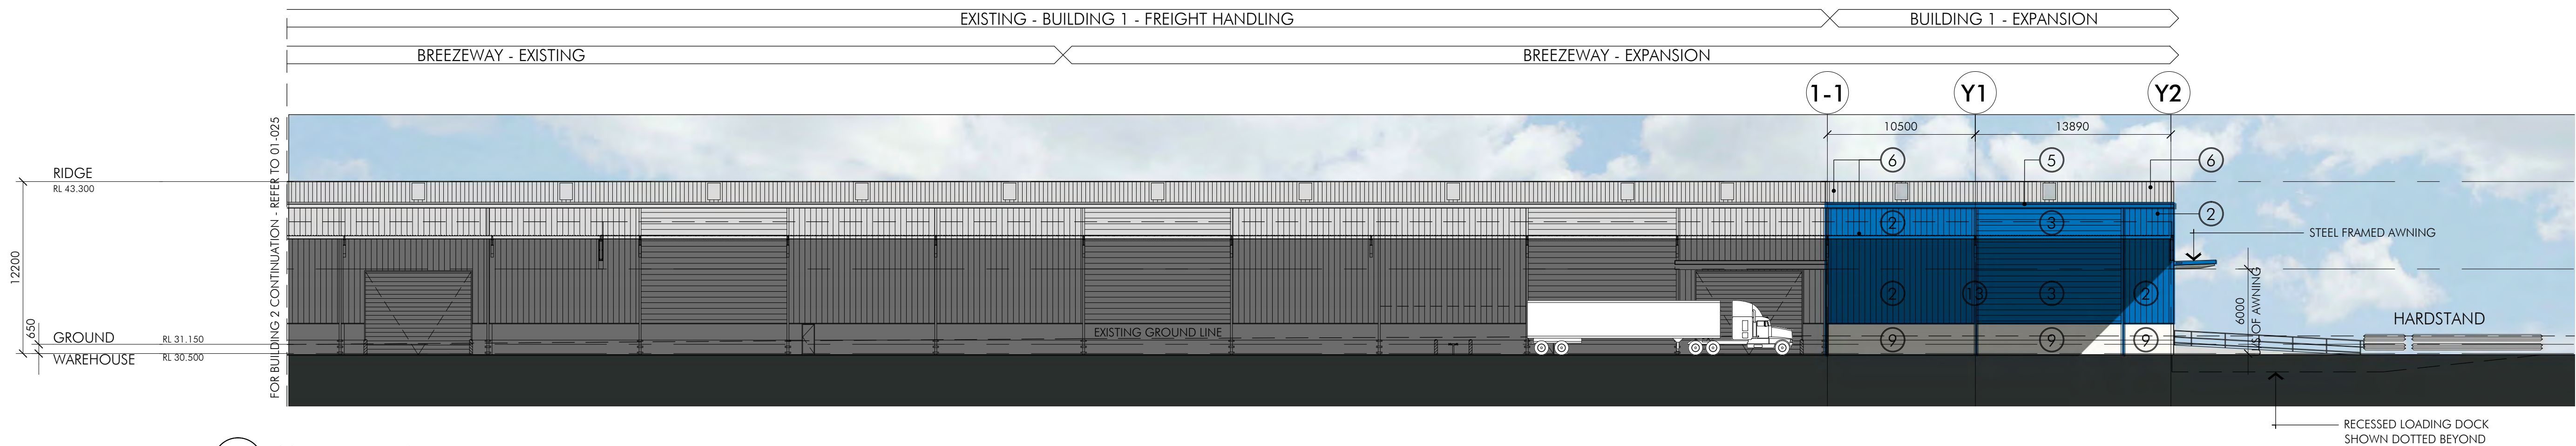 EXISTING - BUILDING 1 - FREIGHT HANDLING
BUILDING 1 - EXPANSION
BREEZEWAY - EXISTING
BREEZEWAY - EXPANSION
1-1
Y1
Y2
10500
13890
6
5
6
RIDGE
RL 43.300
12200
650
GROUND
RL 31.150
WAREHOUSE
RL 30.500
FOR BUILDING 2 CONTINUATION - REFER TO 01-025
2
3
2
STEEL FRAMED AWNING
2
13
3
2
6000
U/S OF AWNING
EXISTING GROUND LINE
HARDSTAND
9
9
9
RECESSED LOADING DOCK
SHOWN DOTTED BEYOND